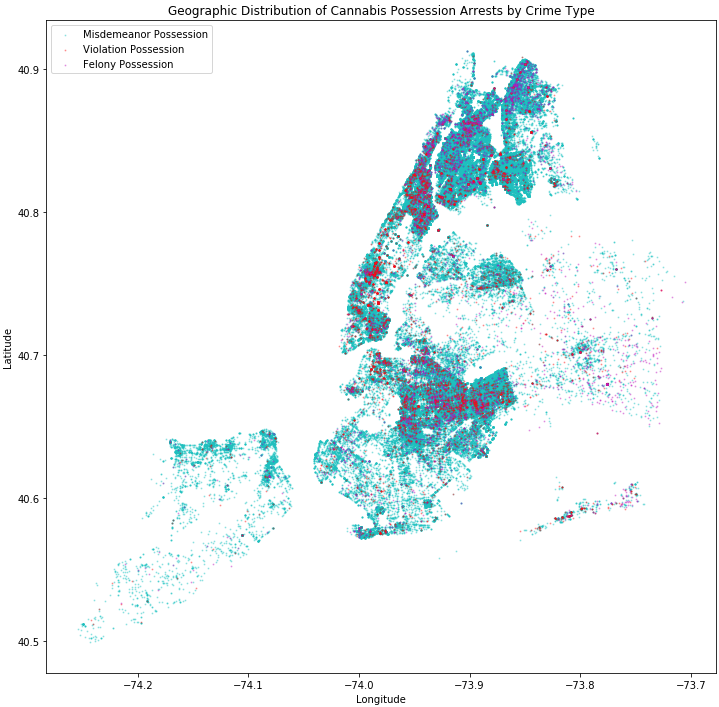 Geographic Distribution of Cannabis Possession Arrests by Crime Type
Misdemeanor Possession
Violation Possession
Felony Possession
40.9
40.8
40.7
40.6
40.5
Latitude
−74.2
−74.1
−74.0
−73.9
−73.8
−73.7
Longitude